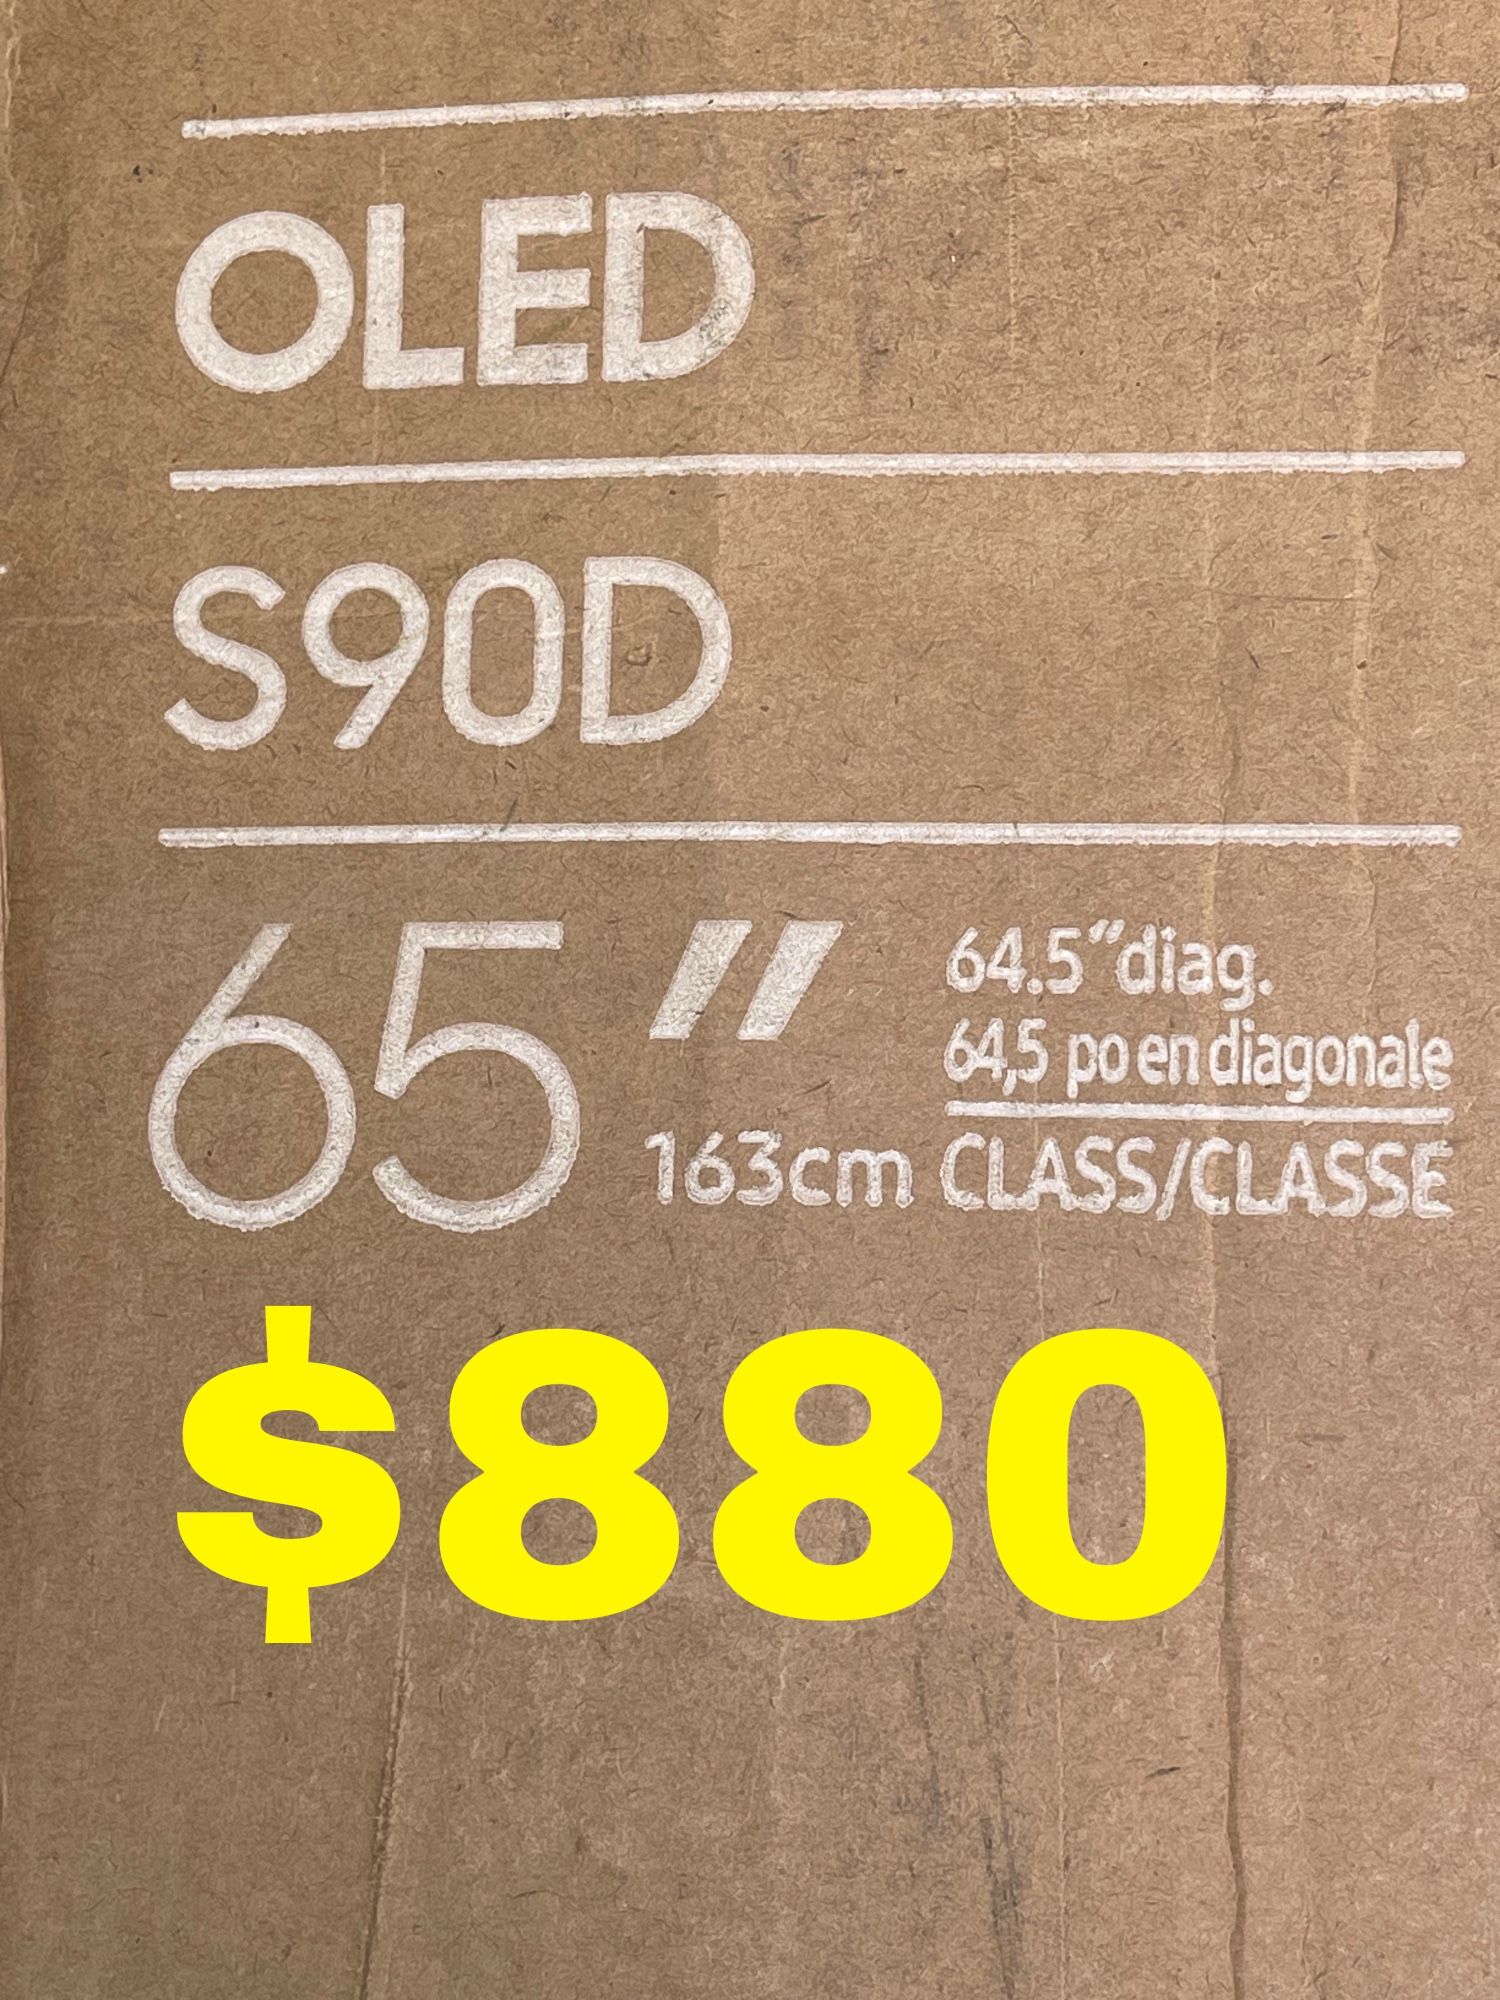 OLED
S90D
65"
64.5"diag.
64,5 po en diagonale
163cm CLASS/CLASSE
$880